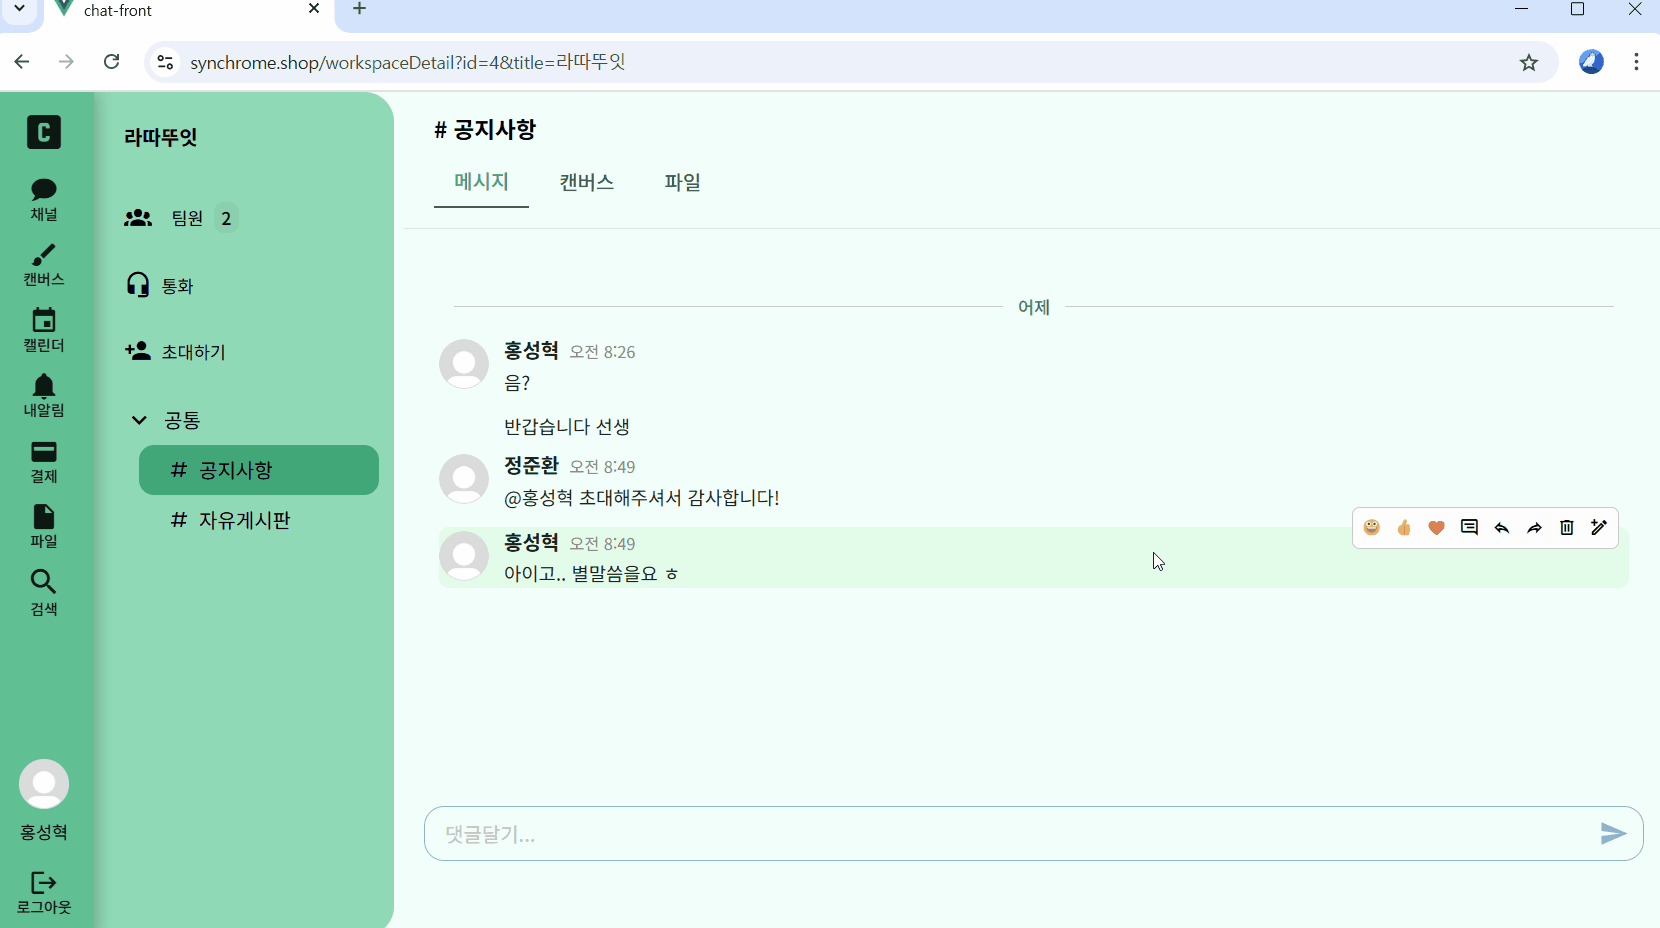 chat-front
synchrome.shop/workspaceDetail?id=4&title=라따뚜잇
C
채널
캔버스
캘린더
내알림
결제
파일
검색
홍성혁
로그아웃
라따뚜잇
팀원 2
통화
초대하기
공통
# 공지사항
# 자유게시판
# 공지사항
메시지 캔버스 파일
어제
홍성혁 오전 8:26
음?
반갑습니다 선생
정준환 오전 8:49
@홍성혁 초대해주셔서 감사합니다!
홍성혁 오전 8:49
아이고.. 별말씀을요 ㅎ
댓글달기...